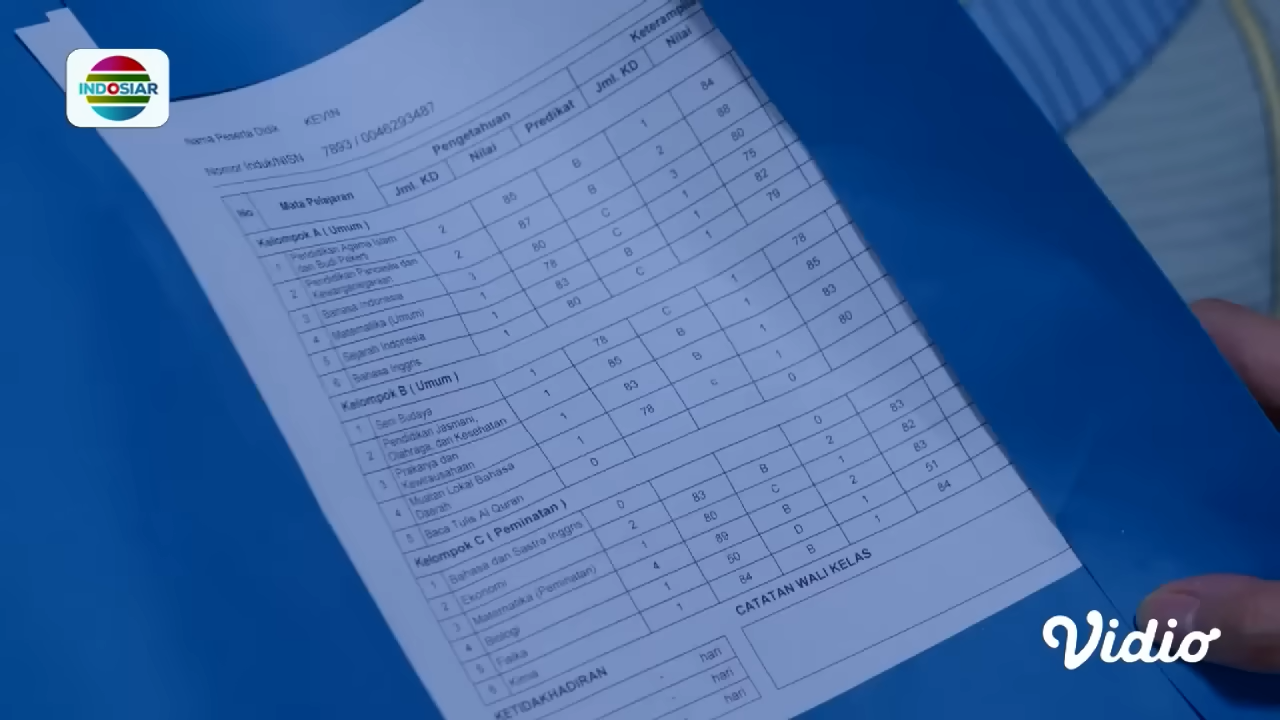 INDOSIAR
Nama Peserta Didik KEVIN
Nomor Induk/NISN 7893 / 0046293487
No Mata Pelajaran Pengetahuan Keterampila
Jml. KD Nilai Predikat Jml. KD Nilai
Kelompok A ( Umum )
1 Pendidikan Agama Islam dan Budi Pekerti 2 85 B 1 84
2 Pendidikan Pancasila dan Kewarganegaraan 2 87 B 2 88
3 Bahasa Indonesia 3 80 C 3 80
4 Matematika (Umum) 1 78 C 1 75
5 Sejarah Indonesia 1 83 B 1 82
6 Bahasa Inggris 1 80 C 1 79
Kelompok B ( Umum )
1 Seni Budaya 1 78 C 1 78
2 Pendidikan Jasmani, Olahraga, dan Kesehatan 1 85 B 1 85
3 Prakarya dan Kewirausahaan 1 83 B 1 83
4 Muatan Lokal Bahasa Daerah 1 78 C 1 80
5 Baca Tulis Al Quran 0 0
Kelompok C ( Peminatan )
1 Bahasa dan Sastra Inggris 0 0
2 Ekonomi 2 83 B 2 83
3 Matematika (Peminatan) 1 80 C 1 82
4 Biologi 4 89 B 2 83
5 Fisika 1 50 D 1 51
6 Kimia 1 84 B 1 84
KETIDAKHADIRAN CATATAN WALI KELAS
- hari
- hari
- hari
Vidio